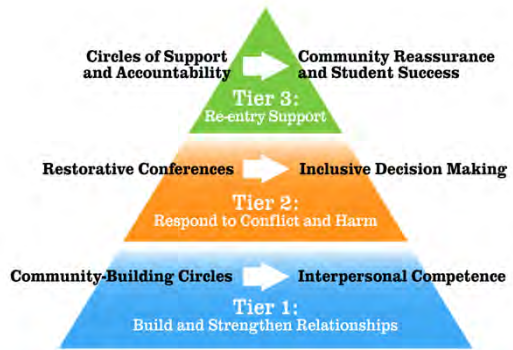 Circles of Support
and Accountability
Community Reassurance
and Student Success
Tier 3:
Re-entry Support
Restorative Conferences
Inclusive Decision Making
Tier 2:
Respond to Conflict and Harm
Community-Building Circles
Interpersonal Competence
Tier 1:
Build and Strengthen Relationships